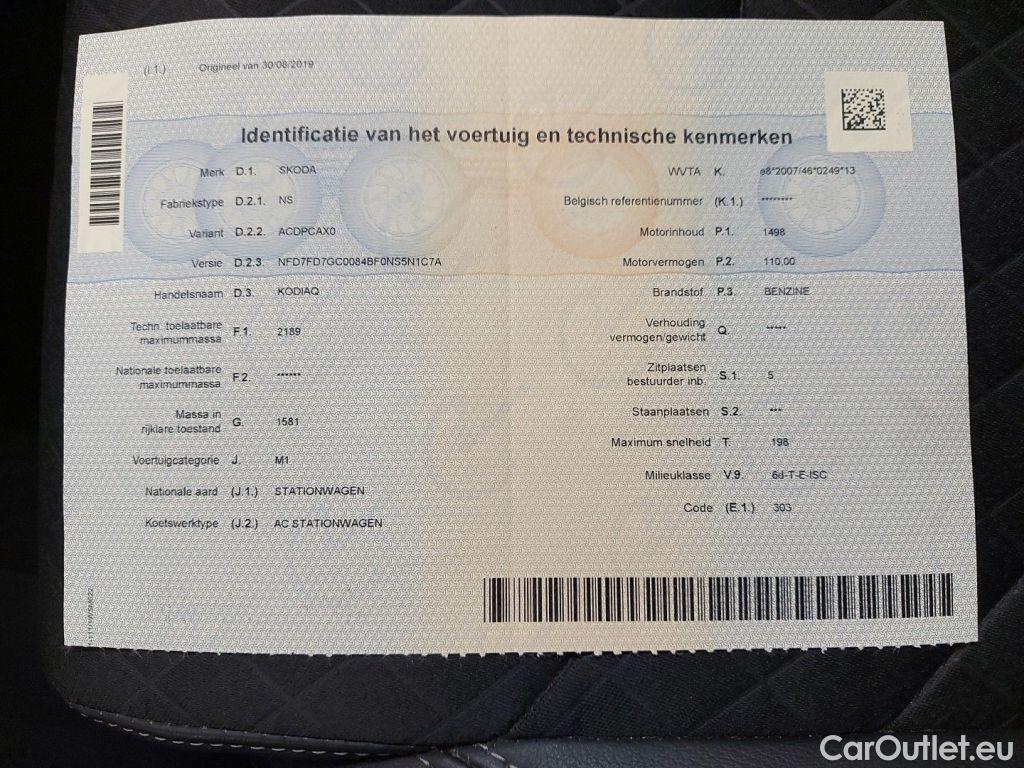 (I.1.) Origineel van 30/08/2019
Identificatie van het voertuig en technische kenmerken
Merk D.1. SKODA
Fabriekstype D.2.1. NS
Variant D.2.2. ACDPCAX0
Versie D.2.3. NFD7FD7GC0084BF0NS5N1C7A
Handelsnaam D.3. KODIAQ
Techn. toelaatbare
maximummassa F.1. 2189
Nationale toelaatbare
maximummassa F.2. ******
Massa in
rijklare toestand G. 1581
Voertuigcategorie J. M1
Nationale aard (J.1.) STATIONWAGEN
Koetswerktype (J.2.) AC STATIONWAGEN
WVTA K. e8*2007/46*0249*13
Belgisch referentienummer (K.1.) ********
Motorinhoud P.1. 1498
Motorvermogen P.2. 110,00
Brandstof P.3. BENZINE
Verhouding
vermogen/gewicht Q. *****
Zitplaatsen
bestuurder inb. S.1. 5
Staanplaatsen S.2. ***
Maximum snelheid T. 198
Milieuklasse V.9. 6d-T-E-ISC
Code (E.1.) 303
CarOutlet.eu